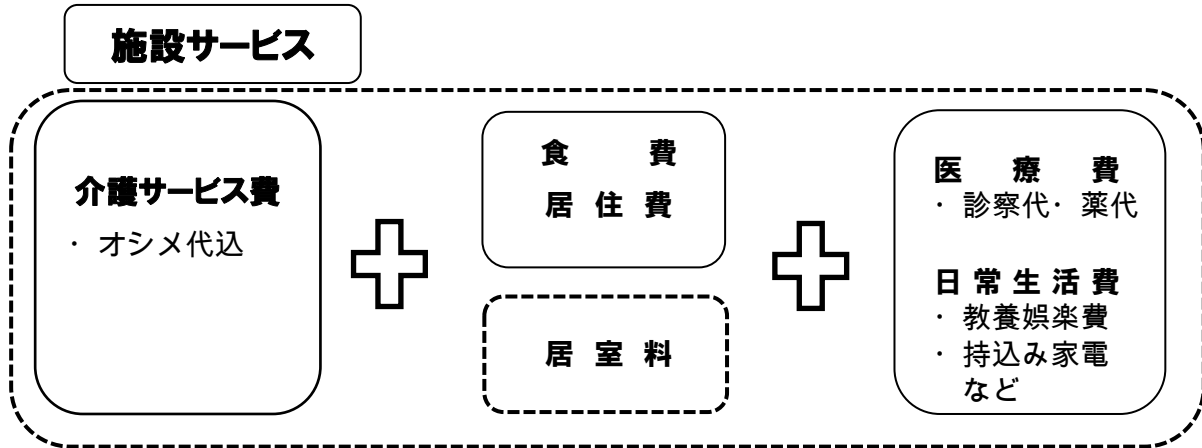 施設サービス
介護サービス費
・ オシメ代込
食 費
居 住 費
居 室 料
医 療 費
・ 診察代・ 薬代
日 常 生 活 費
・ 教養娯楽費
・ 持込み家電
など